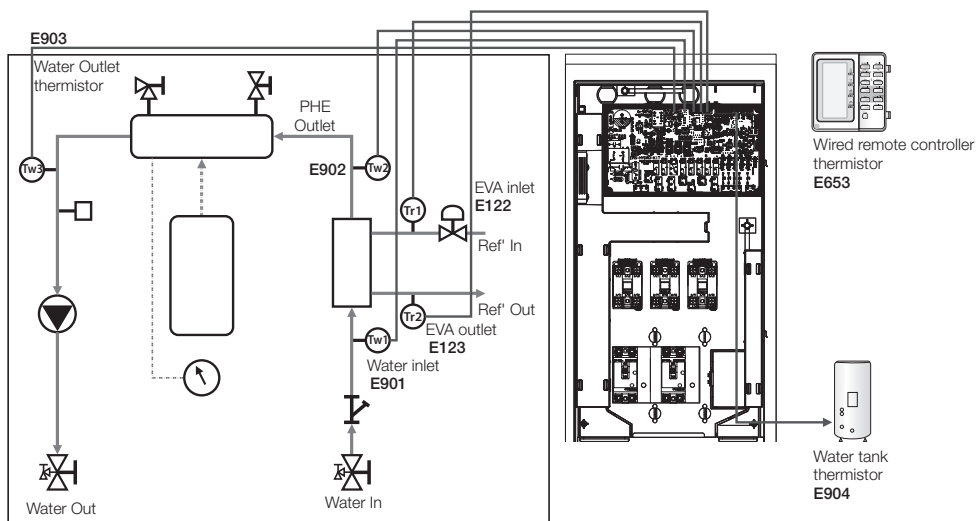 E903
Water Outlet
thermistor
PHE
Outlet
Tw3
E902
Tw2
EVA inlet
E122
Tr1
Ref' In
Ref' Out
Tr2
EVA outlet
E123
Tw1
Water inlet
E901
Water Out
Water In
Wired remote controller
thermistor
E653
Water tank
thermistor
E904